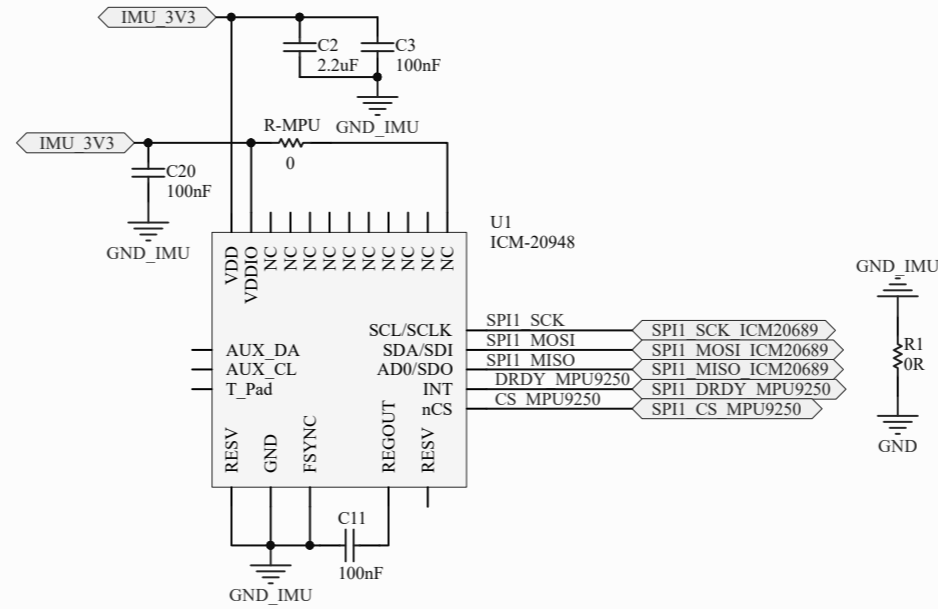 IMU_3V3
C2
2.2uF
C3
100nF
GND_IMU
IMU_3V3
R-MPU
0
C20
100nF
GND_IMU
U1
ICM-20948
VDD
VDDIO
NC
NC
NC
NC
NC
NC
NC
NC
NC
NC
AUX_DA
AUX_CL
T_Pad
SCL/SCLK
SDA/SDI
AD0/SDO
INT
nCS
SPI1_SCK
SPI1_MOSI
SPI1_MISO
DRDY_MPU9250
CS_MPU9250
SPI1_SCK_ICM20689
SPI1_MOSI_ICM20689
SPI1_MISO_ICM20689
SPI1_DRDY_MPU9250
SPI1_CS_MPU9250
RESV
GND
FSYNC
REGOUT
RESV
C11
100nF
GND_IMU
GND_IMU
R1
0R
GND